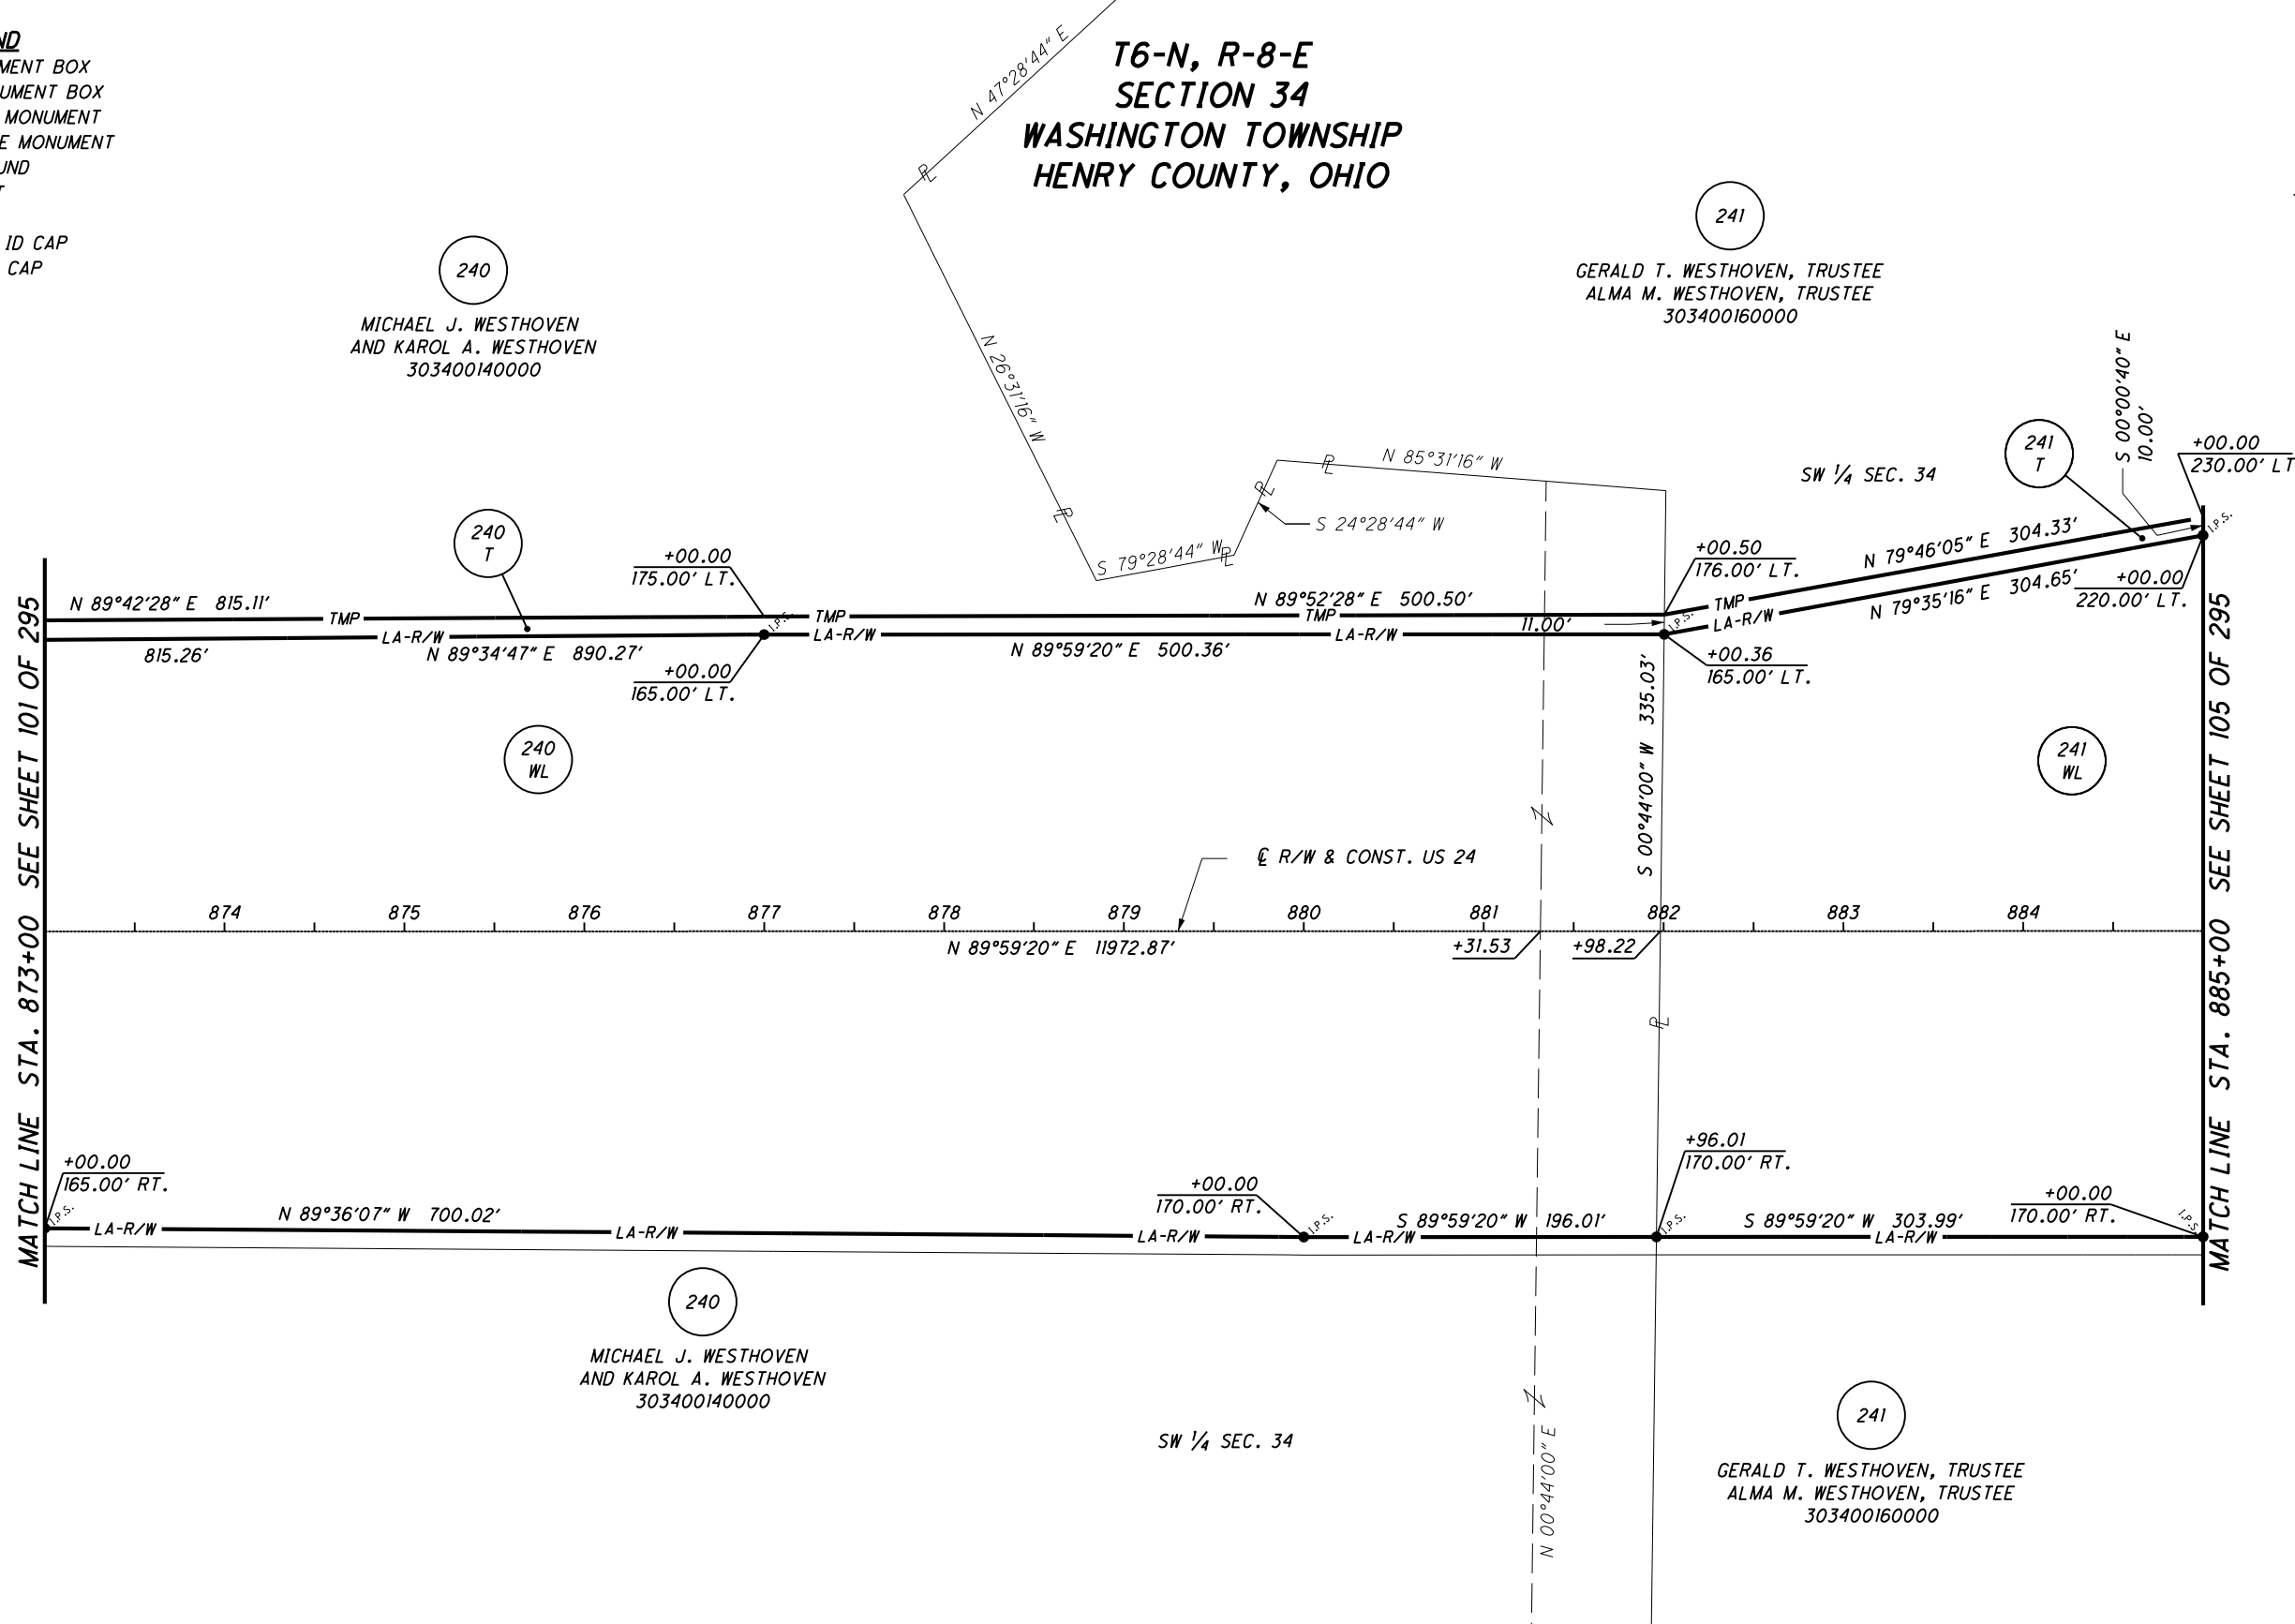 ND
MENT BOX
UMENT BOX
MONUMENT
E MONUMENT
UND
T
ID CAP
CAP
T6-N, R-8-E
SECTION 34
WASHINGTON TOWNSHIP
HENRY COUNTY, OHIO
N 47°28'44" E
PL
240
MICHAEL J. WESTHOVEN
AND KAROL A. WESTHOVEN
303400140000
241
GERALD T. WESTHOVEN, TRUSTEE
ALMA M. WESTHOVEN, TRUSTEE
303400160000
N 26°31'16" W
PL
S 79°28'44" W
PL
PL
S 24°28'44" W
PL
N 85°31'16" W
SW 1/4 SEC. 34
241
T
S 00°00'40" E
10.00'
+00.00
230.00' LT
I.P.S.
240
T
+00.00
175.00' LT.
+00.50
176.00' LT.
N 79°46'05" E 304.33'
N 89°42'28" E 815.11'
TMP
I.P.S.
TMP
N 89°52'28" E 500.50'
TMP
11.00'
I.P.S.
TMP
LA-R/W
N 79°35'16" E 304.65'
+00.00
220.00' LT.
815.26'
LA-R/W
N 89°34'47" E 890.27'
LA-R/W
N 89°59'20" E 500.36'
LA-R/W
+00.00
165.00' LT.
+00.36
165.00' LT.
S 00°44'00" W 335.03'
240
WL
241
WL
MATCH LINE STA. 873+00 SEE SHEET 101 OF 295
MATCH LINE STA. 885+00 SEE SHEET 105 OF 295
CL R/W & CONST. US 24
874 875 876 877 878 879 880 881 882 883 884
N 89°59'20" E 11972.87'
+31.53
+98.22
PL
+00.00
165.00' RT.
I.P.S.
LA-R/W
N 89°36'07" W 700.02'
LA-R/W
LA-R/W
+00.00
170.00' RT.
I.P.S.
LA-R/W
S 89°59'20" W 196.01'
+96.01
170.00' RT.
I.P.S.
S 89°59'20" W 303.99'
LA-R/W
+00.00
170.00' RT.
I.P.S.
240
MICHAEL J. WESTHOVEN
AND KAROL A. WESTHOVEN
303400140000
SW 1/4 SEC. 34
N 00°44'00" E
241
GERALD T. WESTHOVEN, TRUSTEE
ALMA M. WESTHOVEN, TRUSTEE
303400160000